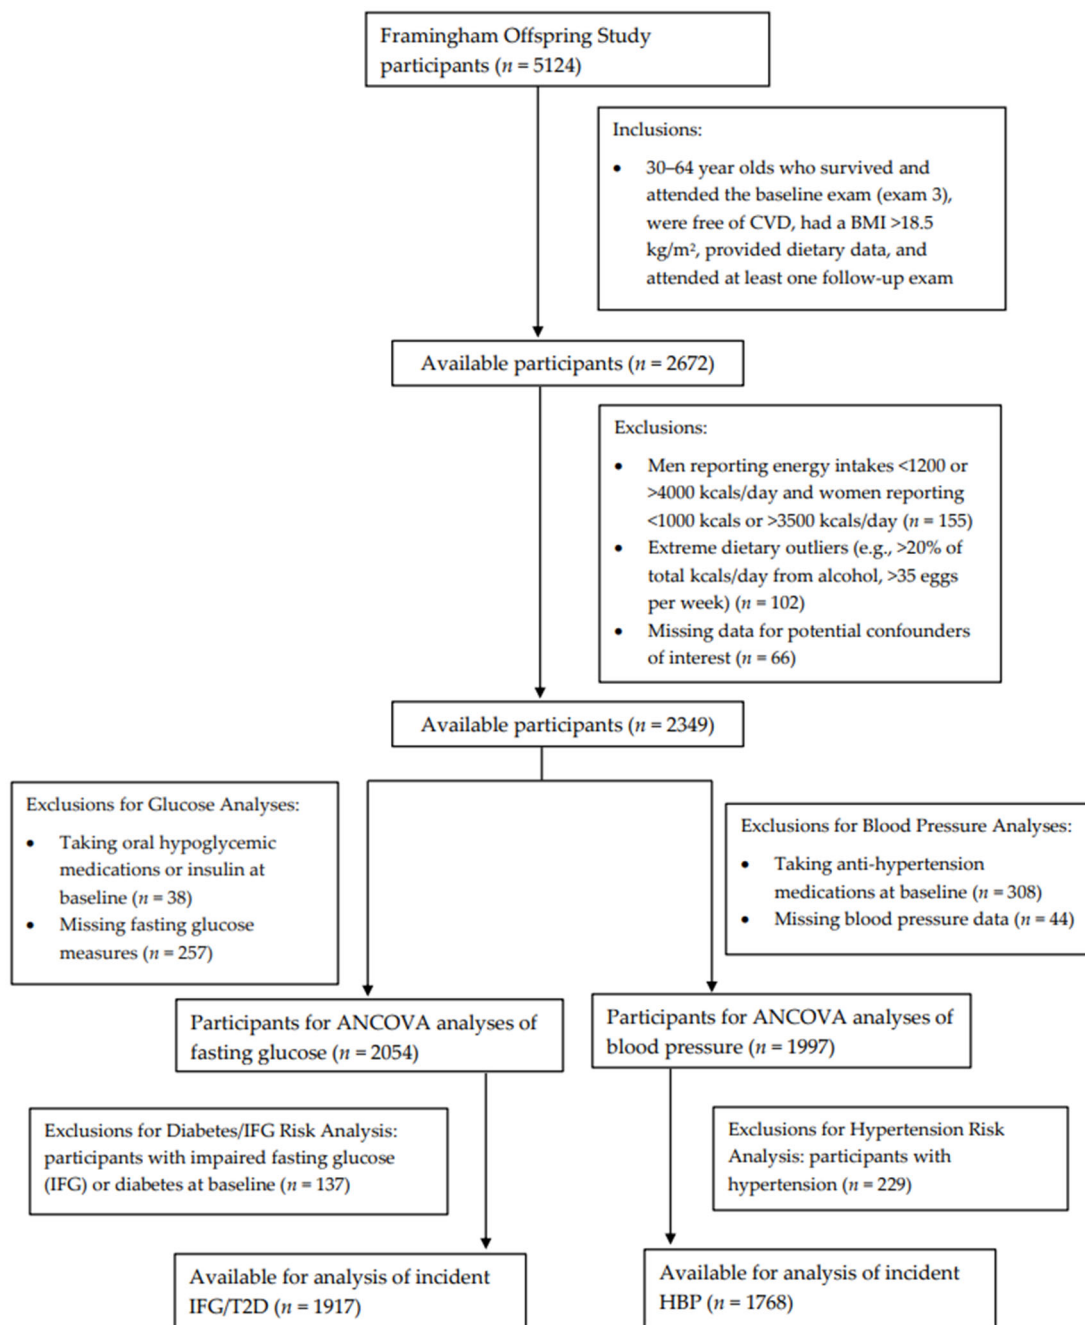 Framingham Offspring Study
participants (n = 5124)
Inclusions:
• 30–64 year olds who survived and
attended the baseline exam (exam 3),
were free of CVD, had a BMI >18.5
kg/m², provided dietary data, and
attended at least one follow-up exam
Available participants (n = 2672)
Exclusions:
• Men reporting energy intakes <1200 or
>4000 kcals/day and women reporting
<1000 kcals or >3500 kcals/day (n = 155)
• Extreme dietary outliers (e.g., >20% of
total kcals/day from alcohol, >35 eggs
per week) (n = 102)
• Missing data for potential confounders
of interest (n = 66)
Available participants (n = 2349)
Exclusions for Glucose Analyses:
• Taking oral hypoglycemic
medications or insulin at
baseline (n = 38)
• Missing fasting glucose
measures (n = 257)
Exclusions for Blood Pressure Analyses:
• Taking anti-hypertension
medications at baseline (n = 308)
• Missing blood pressure data (n = 44)
Participants for ANCOVA analyses of
fasting glucose (n = 2054)
Participants for ANCOVA analyses of
blood pressure (n = 1997)
Exclusions for Diabetes/IFG Risk Analysis:
participants with impaired fasting glucose
(IFG) or diabetes at baseline (n = 137)
Exclusions for Hypertension Risk
Analysis: participants with
hypertension (n = 229)
Available for analysis of incident
IFG/T2D (n = 1917)
Available for analysis of incident
HBP (n = 1768)